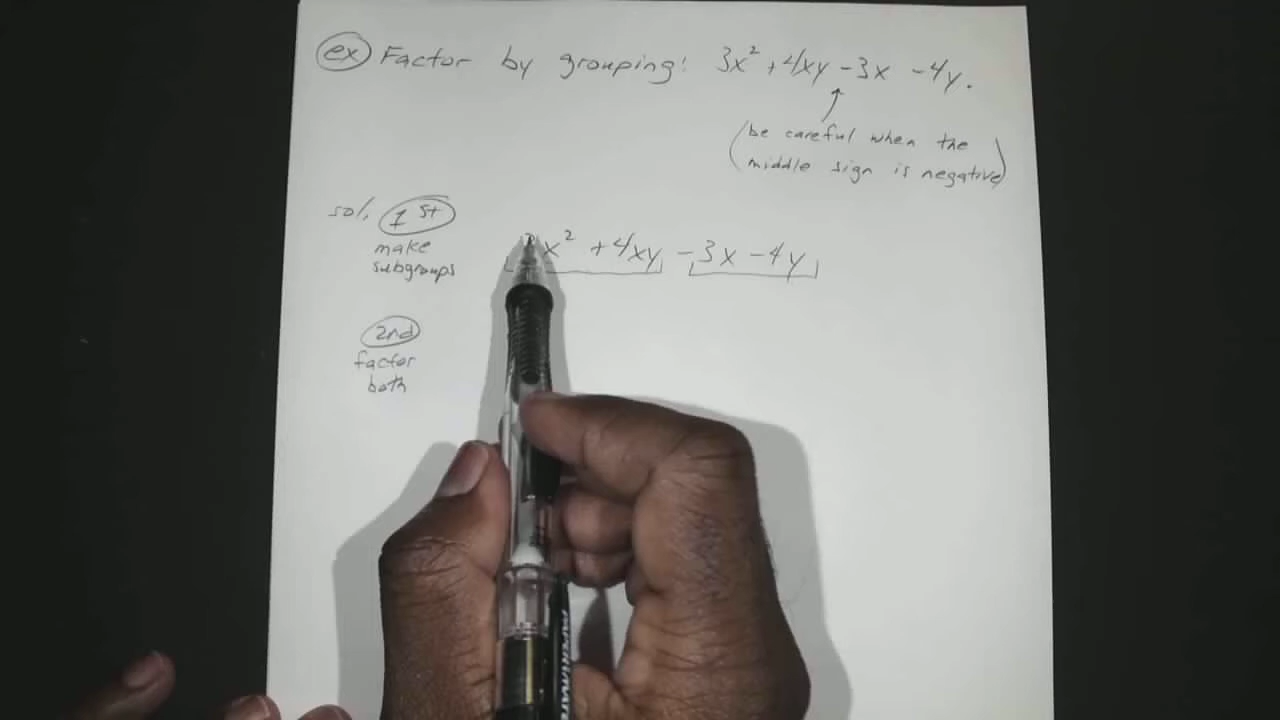 ex Factor by grouping: 3x² + 4xy - 3x - 4y.
(be careful when the
middle sign is negative)
sol. 1st
make
subgroups
x² + 4xy - 3x - 4y
2nd
factor
both